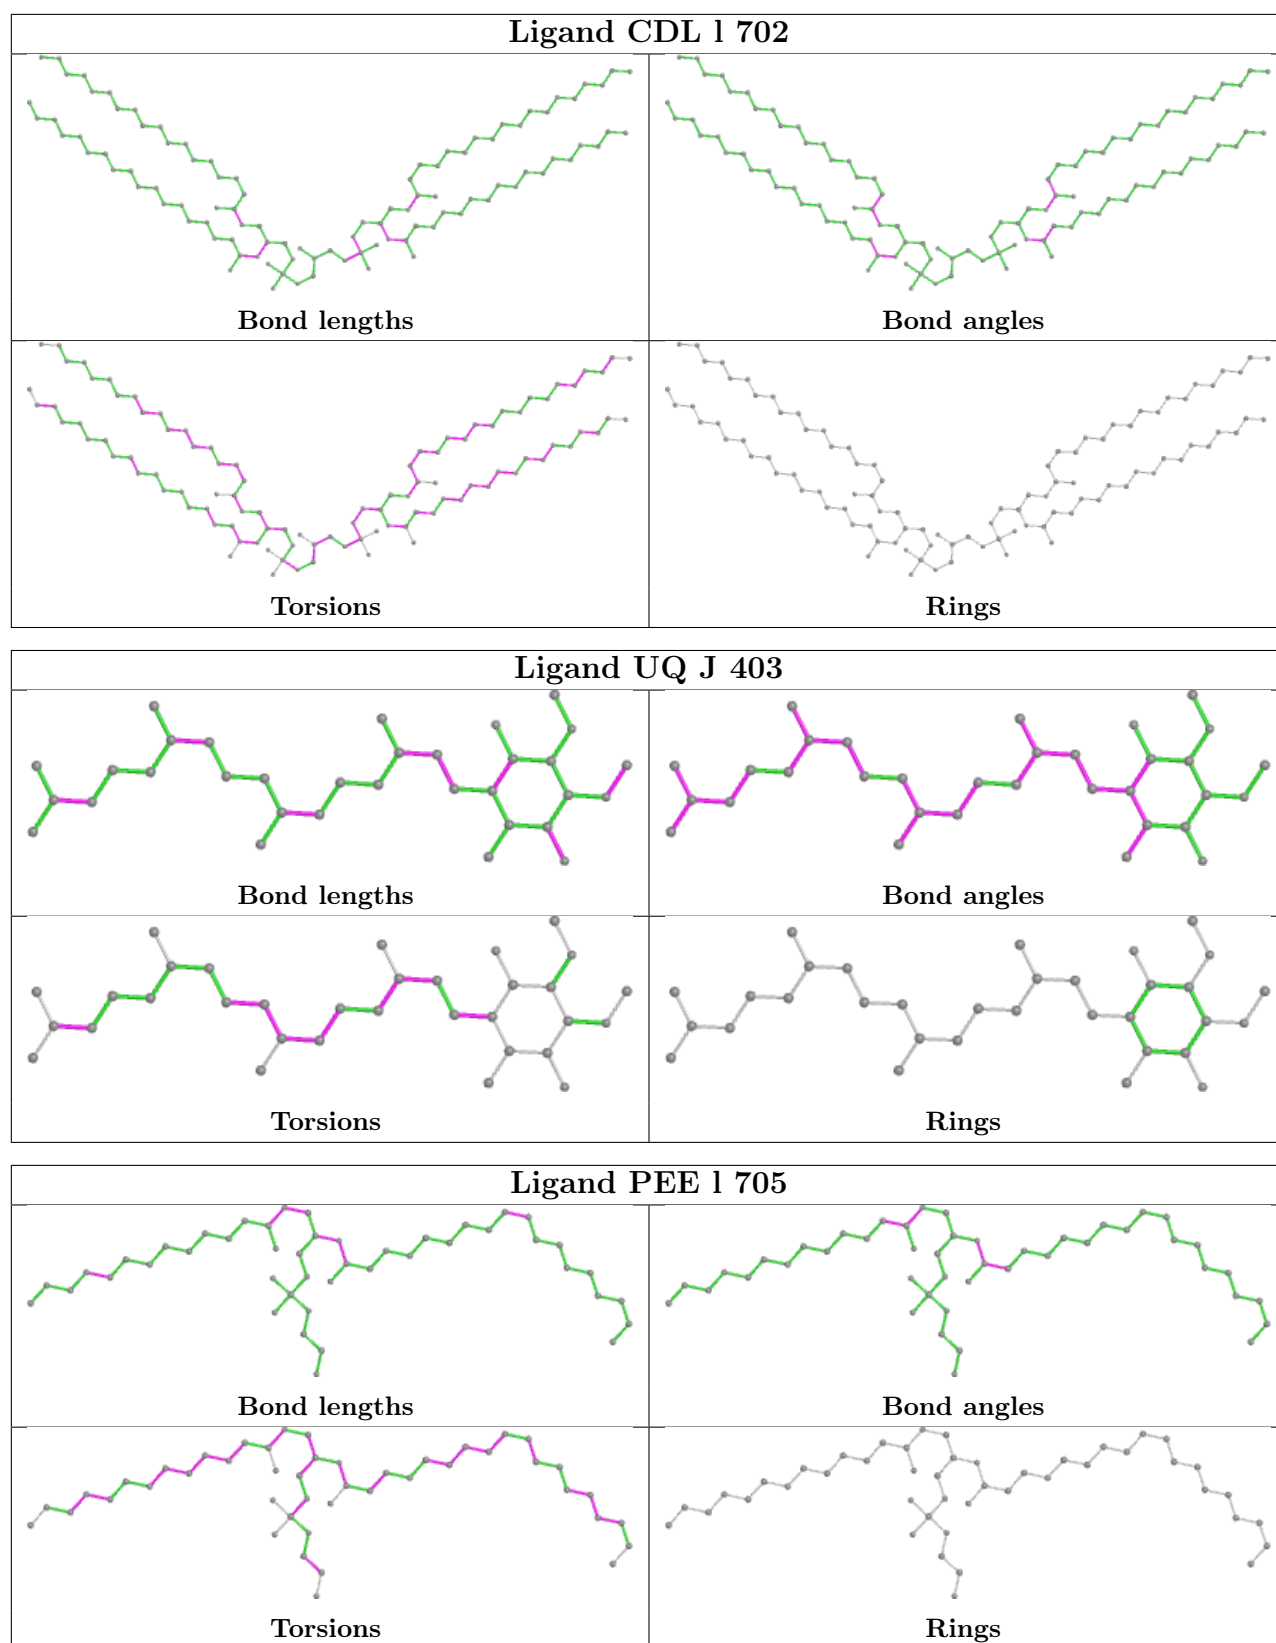 Ligand CDL l 702
Bond lengths
Bond angles
Torsions
Rings
Ligand UQ J 403
Bond lengths
Bond angles
Torsions
Rings
Ligand PEE l 705
Bond lengths
Bond angles
Torsions
Rings